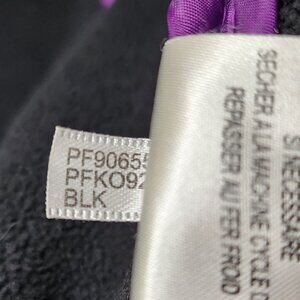 PF90655
PFKO92
BLK
SECHER A LA MACHINE CYCLE D
SI NECESSAIRE
REPASSER AU FER FROID